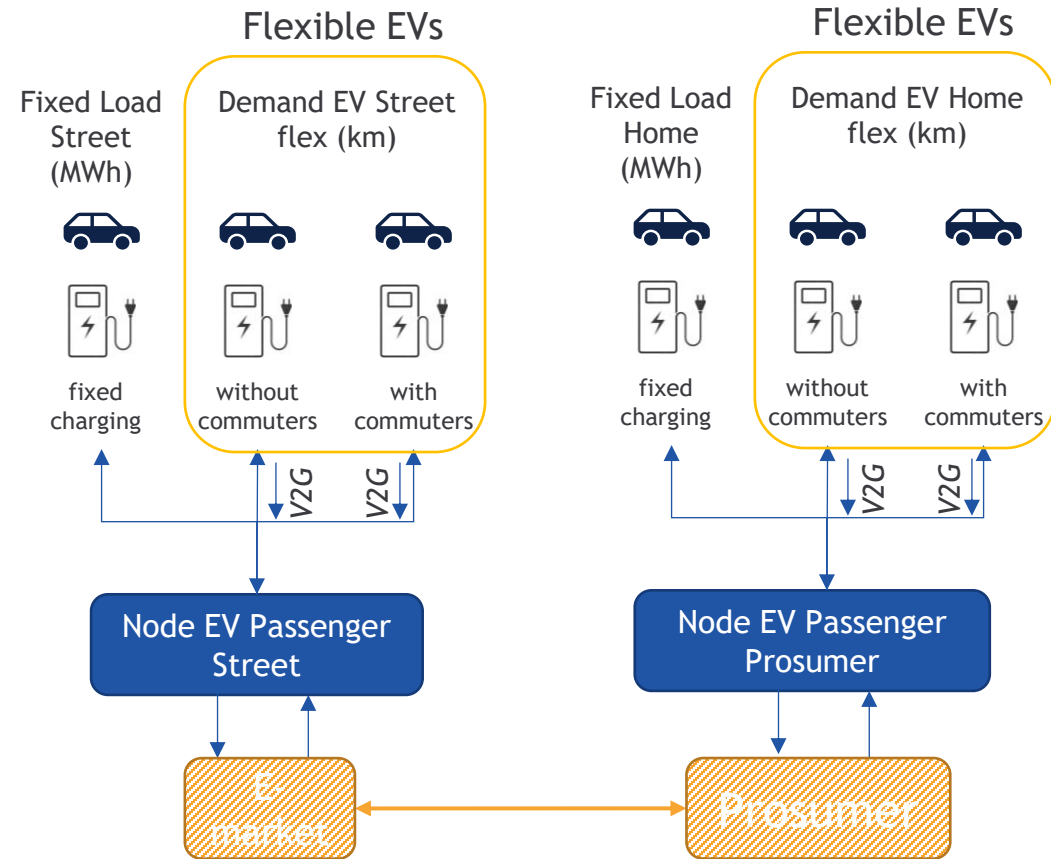 Flexible EVs
Fixed Load
Street
(MWh)
Demand EV Street
flex (km)
fixed
charging
without
commuters
with
commuters
V2G
V2G
Node EV Passenger
Street
E-
market
Flexible EVs
Fixed Load
Home
(MWh)
Demand EV Home
flex (km)
fixed
charging
without
commuters
with
commuters
V2G
V2G
Node EV Passenger
Prosumer
Prosumer